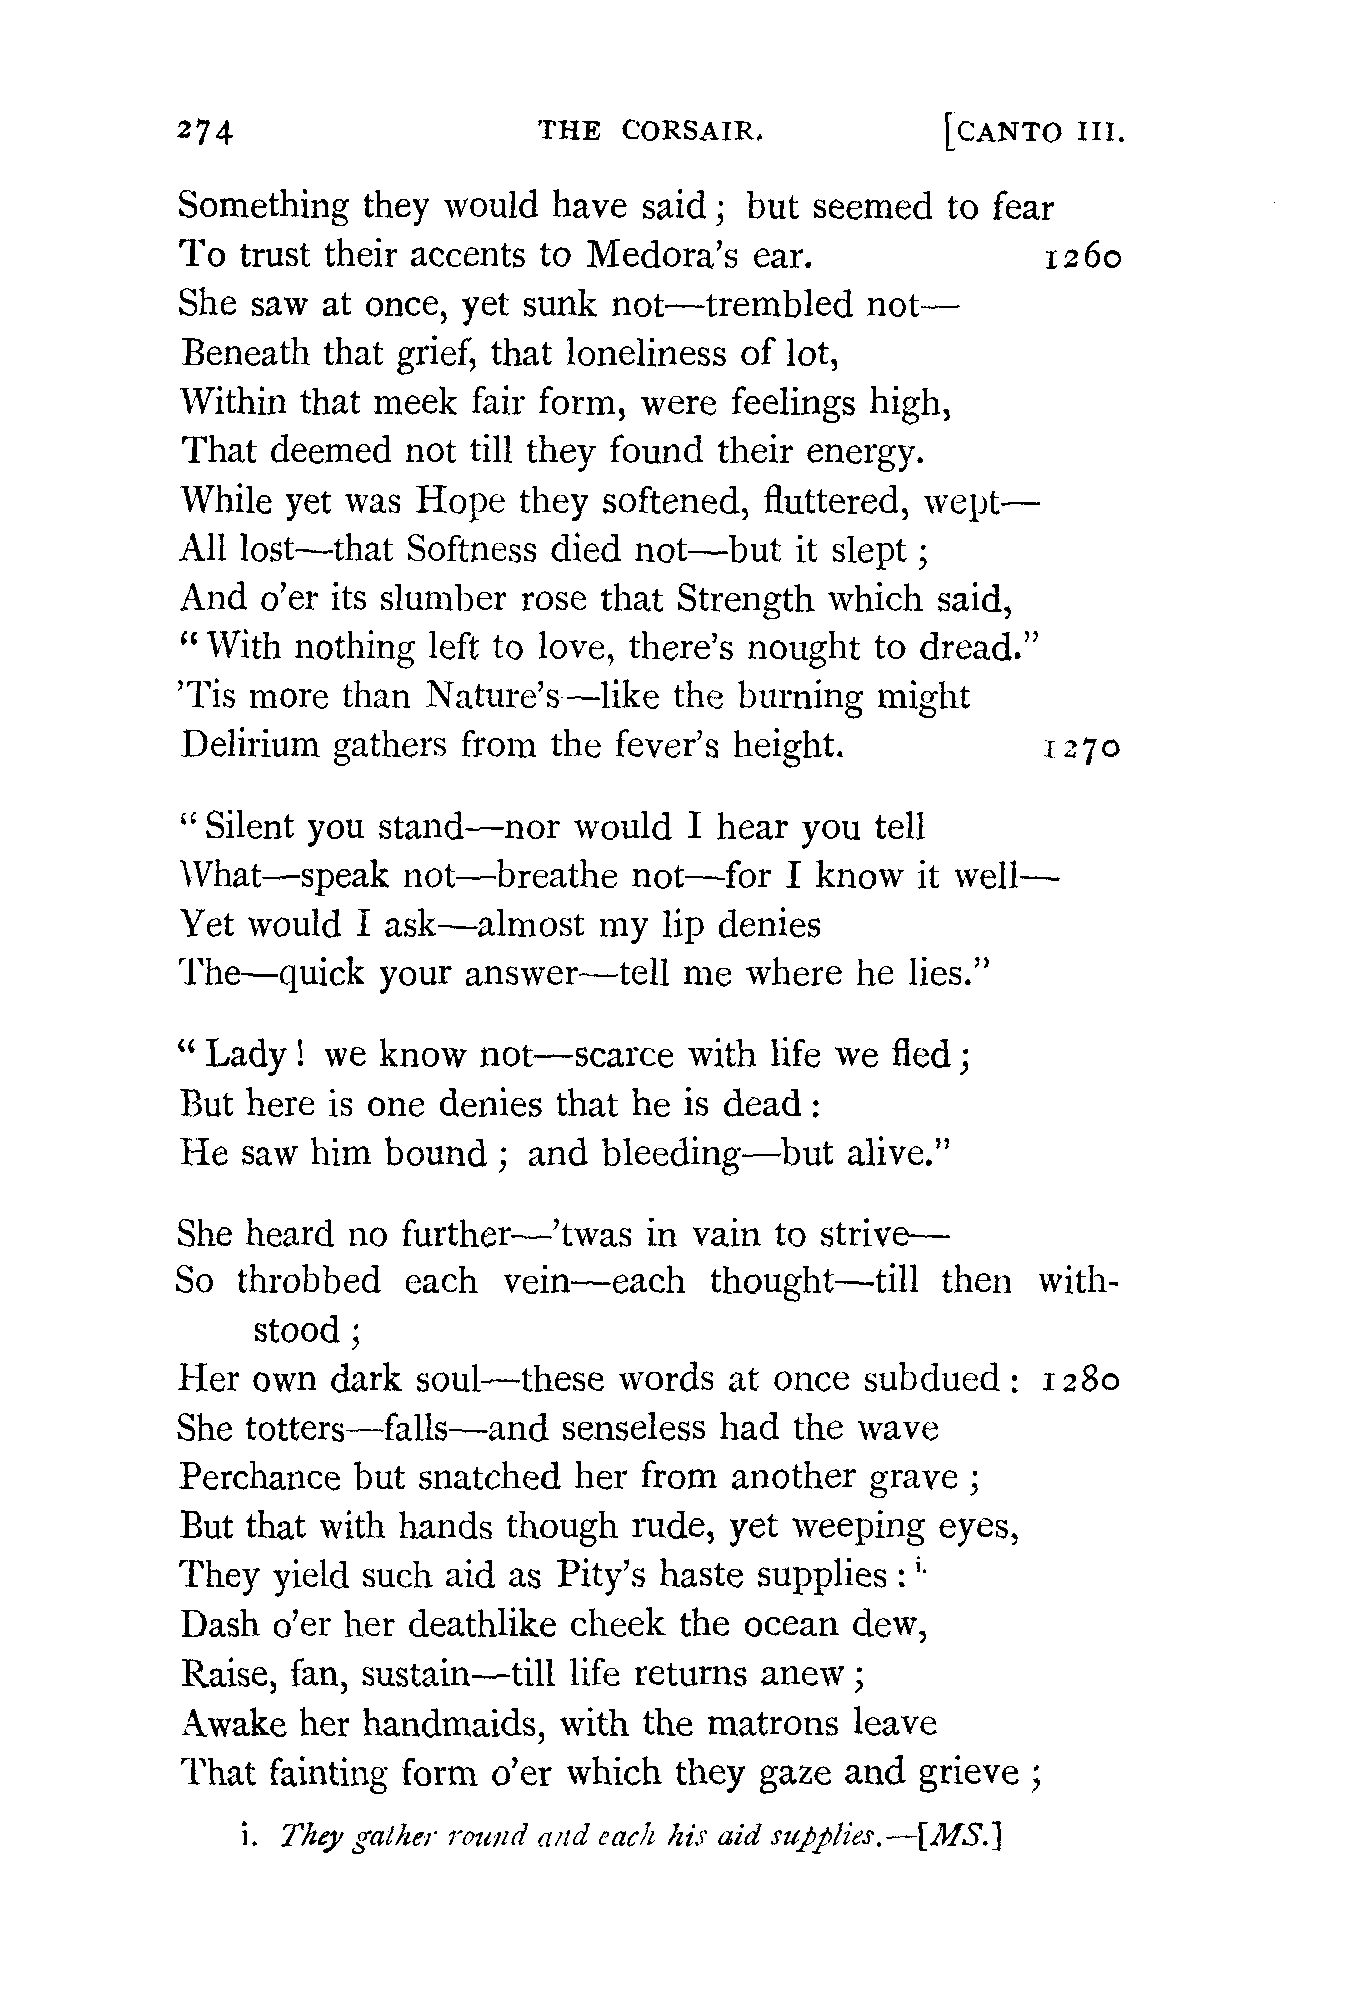 274 THE CORSAIR. [CANTO III.
Something they would have said; but seemed to fear
To trust their accents to Medora's ear. 1260
She saw at once, yet sunk not—trembled not—
Beneath that grief, that loneliness of lot,
Within that meek fair form, were feelings high,
That deemed not till they found their energy.
While yet was Hope they softened, fluttered, wept—
All lost—that Softness died not—but it slept;
And o'er its slumber rose that Strength which said,
"With nothing left to love, there's nought to dread."
'Tis more than Nature's—like the burning might
Delirium gathers from the fever's height. 1270
"Silent you stand—nor would I hear you tell
What—speak not—breathe not—for I know it well—
Yet would I ask—almost my lip denies
The—quick your answer—tell me where he lies."
"Lady! we know not—scarce with life we fled;
But here is one denies that he is dead:
He saw him bound; and bleeding—but alive."
She heard no further—'twas in vain to strive—
So throbbed each vein—each thought—till then with-
stood;
Her own dark soul—these words at once subdued: 1280
She totters—falls—and senseless had the wave
Perchance but snatched her from another grave;
But that with hands though rude, yet weeping eyes,
They yield such aid as Pity's haste supplies: i.
Dash o'er her deathlike cheek the ocean dew,
Raise, fan, sustain—till life returns anew;
Awake her handmaids, with the matrons leave
That fainting form o'er which they gaze and grieve;
i. They gather round and each his aid supplies.—[MS.]